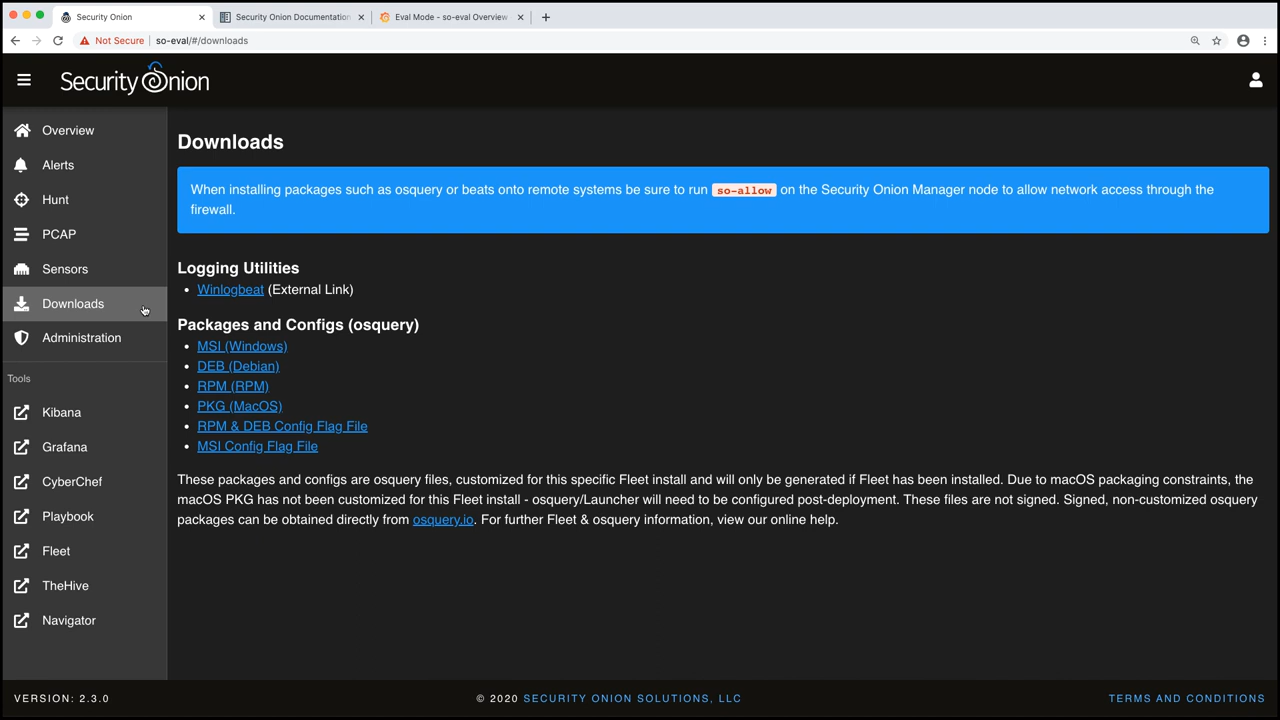 Security Onion
Security Onion Documentation
Eval Mode - so-eval Overview
Not Secure
so-eval/#/downloads
Security Onion
Overview
Alerts
Hunt
PCAP
Sensors
Downloads
Administration
Tools
Kibana
Grafana
CyberChef
Playbook
Fleet
TheHive
Navigator
Downloads
When installing packages such as osquery or beats onto remote systems be sure to run so-allow on the Security Onion Manager node to allow network access through the
firewall.
Logging Utilities
• Winlogbeat (External Link)
Packages and Configs (osquery)
• MSI (Windows)
• DEB (Debian)
• RPM (RPM)
• PKG (MacOS)
• RPM & DEB Config Flag File
• MSI Config Flag File
These packages and configs are osquery files, customized for this specific Fleet install and will only be generated if Fleet has been installed. Due to macOS packaging constraints, the
macOS PKG has not been customized for this Fleet install - osquery/Launcher will need to be configured post-deployment. These files are not signed. Signed, non-customized osquery
packages can be obtained directly from osquery.io. For further Fleet & osquery information, view our online help.
VERSION: 2.3.0
© 2020 SECURITY ONION SOLUTIONS, LLC
TERMS AND CONDITIONS